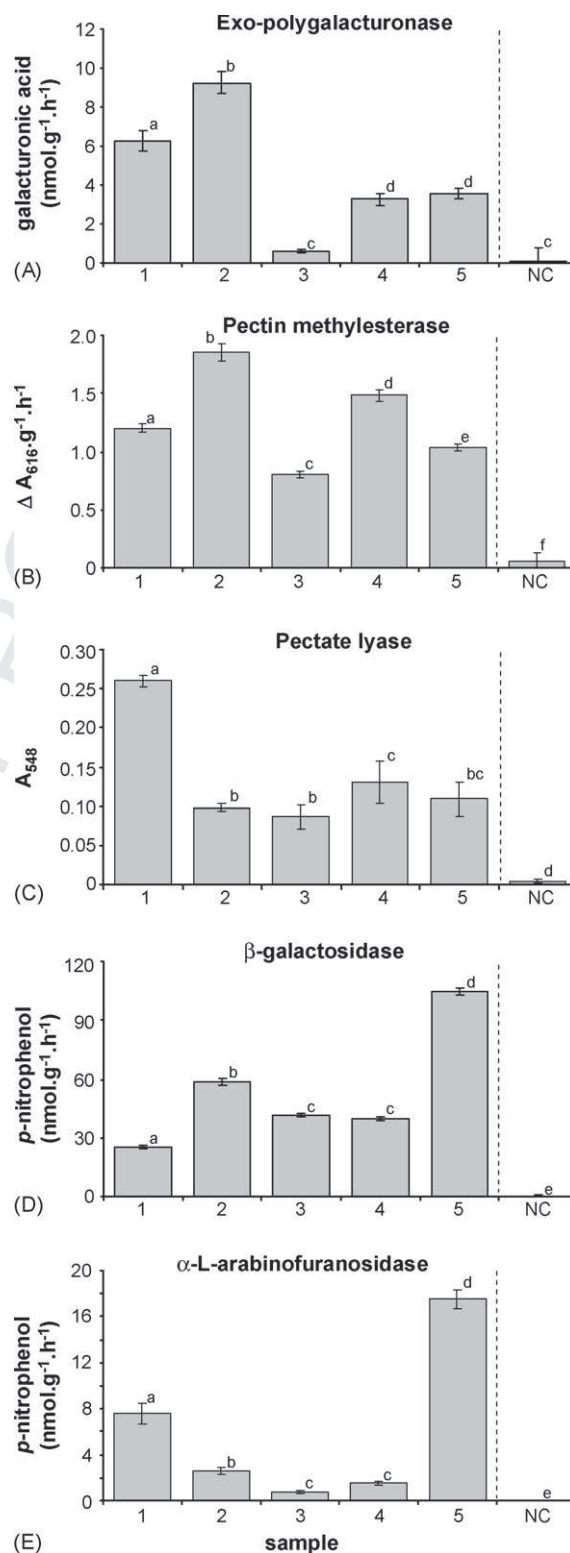 Exo-polygalacturonase
galacturonic acid
(nmol.g⁻¹.h⁻¹)
12
10
8
6
4
2
0
a
b
c
d
d
c
(A)
1 2 3 4 5 NC
Pectin methylesterase
Δ A₆₁₆.g⁻¹.h⁻¹
2.0
1.5
1.0
0.5
0
a
b
c
d
e
f
(B)
1 2 3 4 5 NC
Pectate lyase
A₅₄₈
0.30
0.25
0.20
0.15
0.10
0.05
0.00
a
b
b
c
bc
d
(C)
1 2 3 4 5 NC
β-galactosidase
p-nitrophenol
(nmol.g⁻¹.h⁻¹)
120
90
60
30
0
a
b
c
c
d
e
(D)
1 2 3 4 5 NC
α-L-arabinofuranosidase
p-nitrophenol
(nmol.g⁻¹.h⁻¹)
20
16
12
8
4
0
a
b
c
c
d
e
(E)
1 2 3 4 5 NC
sample